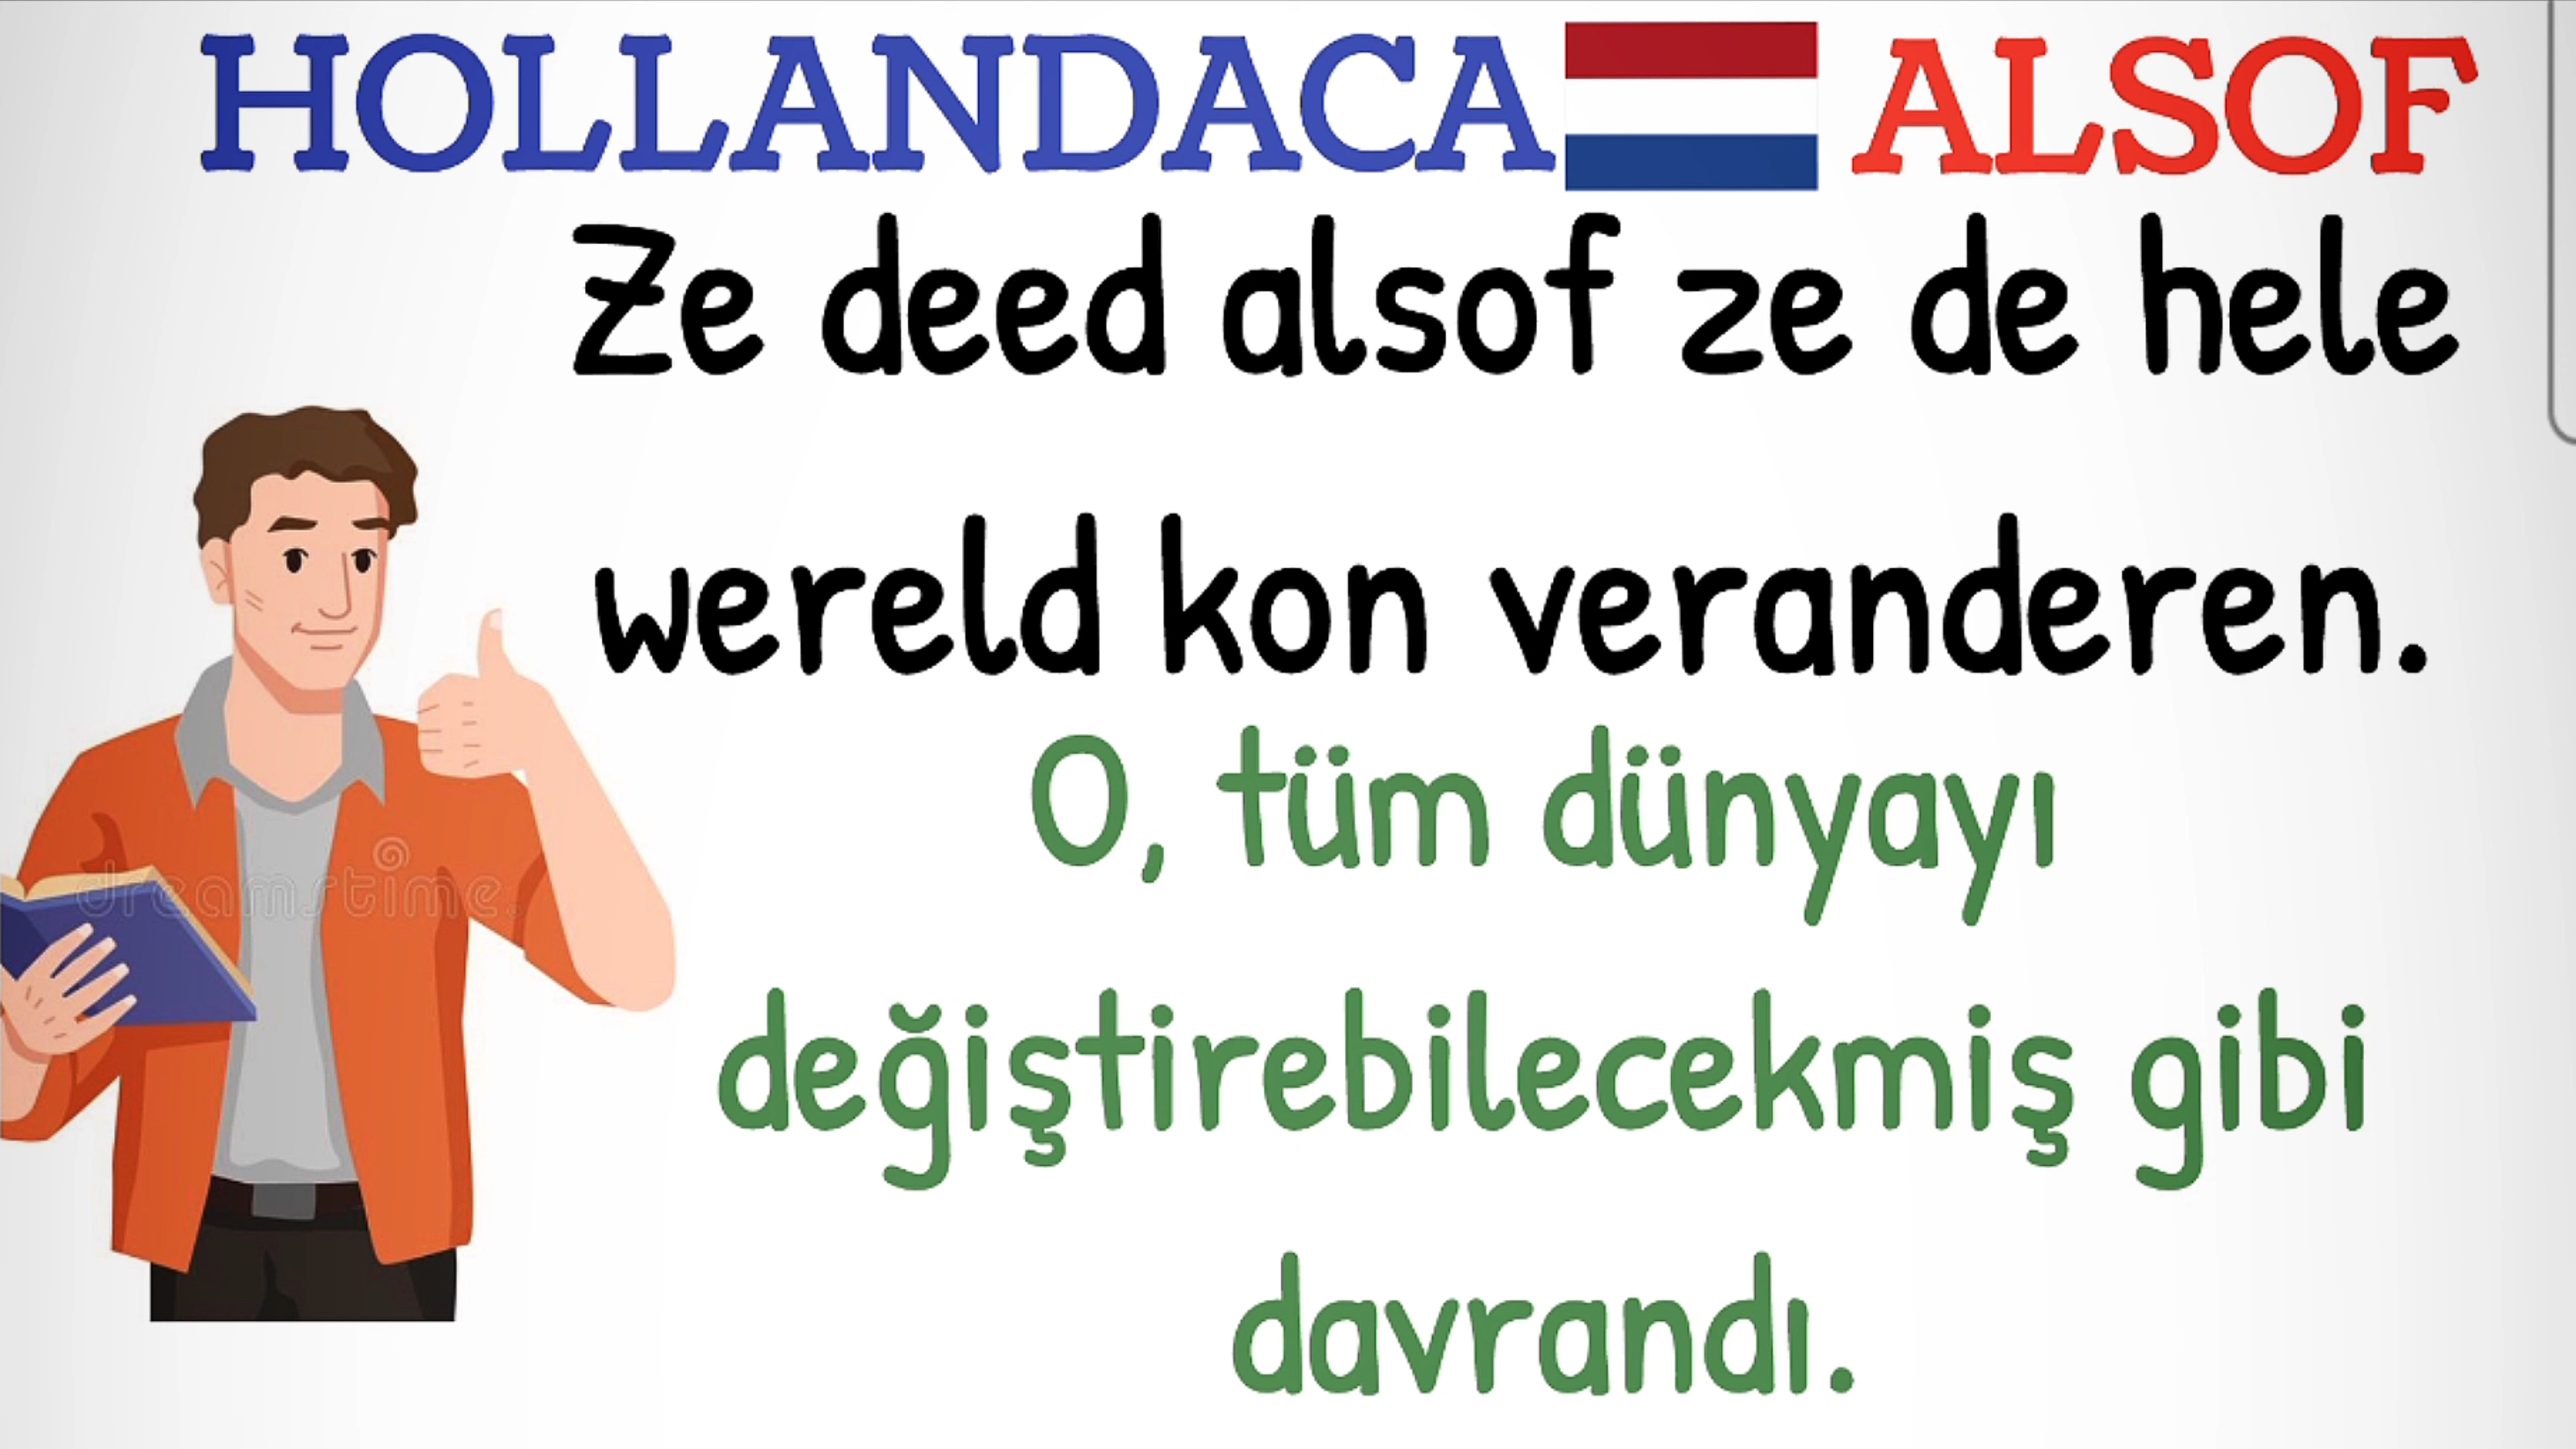 HOLLANDACA ALSOF
Ze deed alsof ze de hele
wereld kon veranderen.
O, tüm dünyayı
değiştirebilecekmiş gibi
davrandı.
dreamstime.